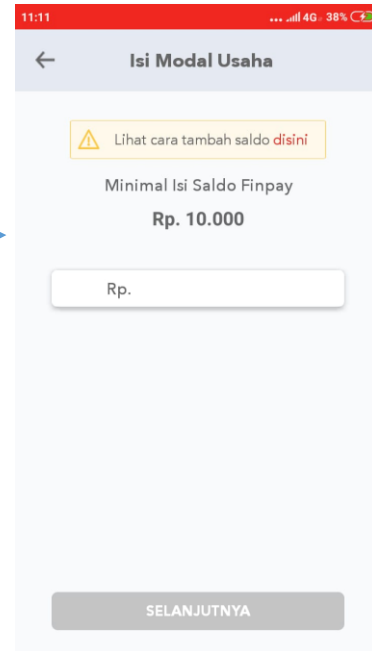 11:11 ... 4G 38%
Isi Modal Usaha
Lihat cara tambah saldo disini
Minimal Isi Saldo Finpay
Rp. 10.000
Rp.
SELANJUTNYA